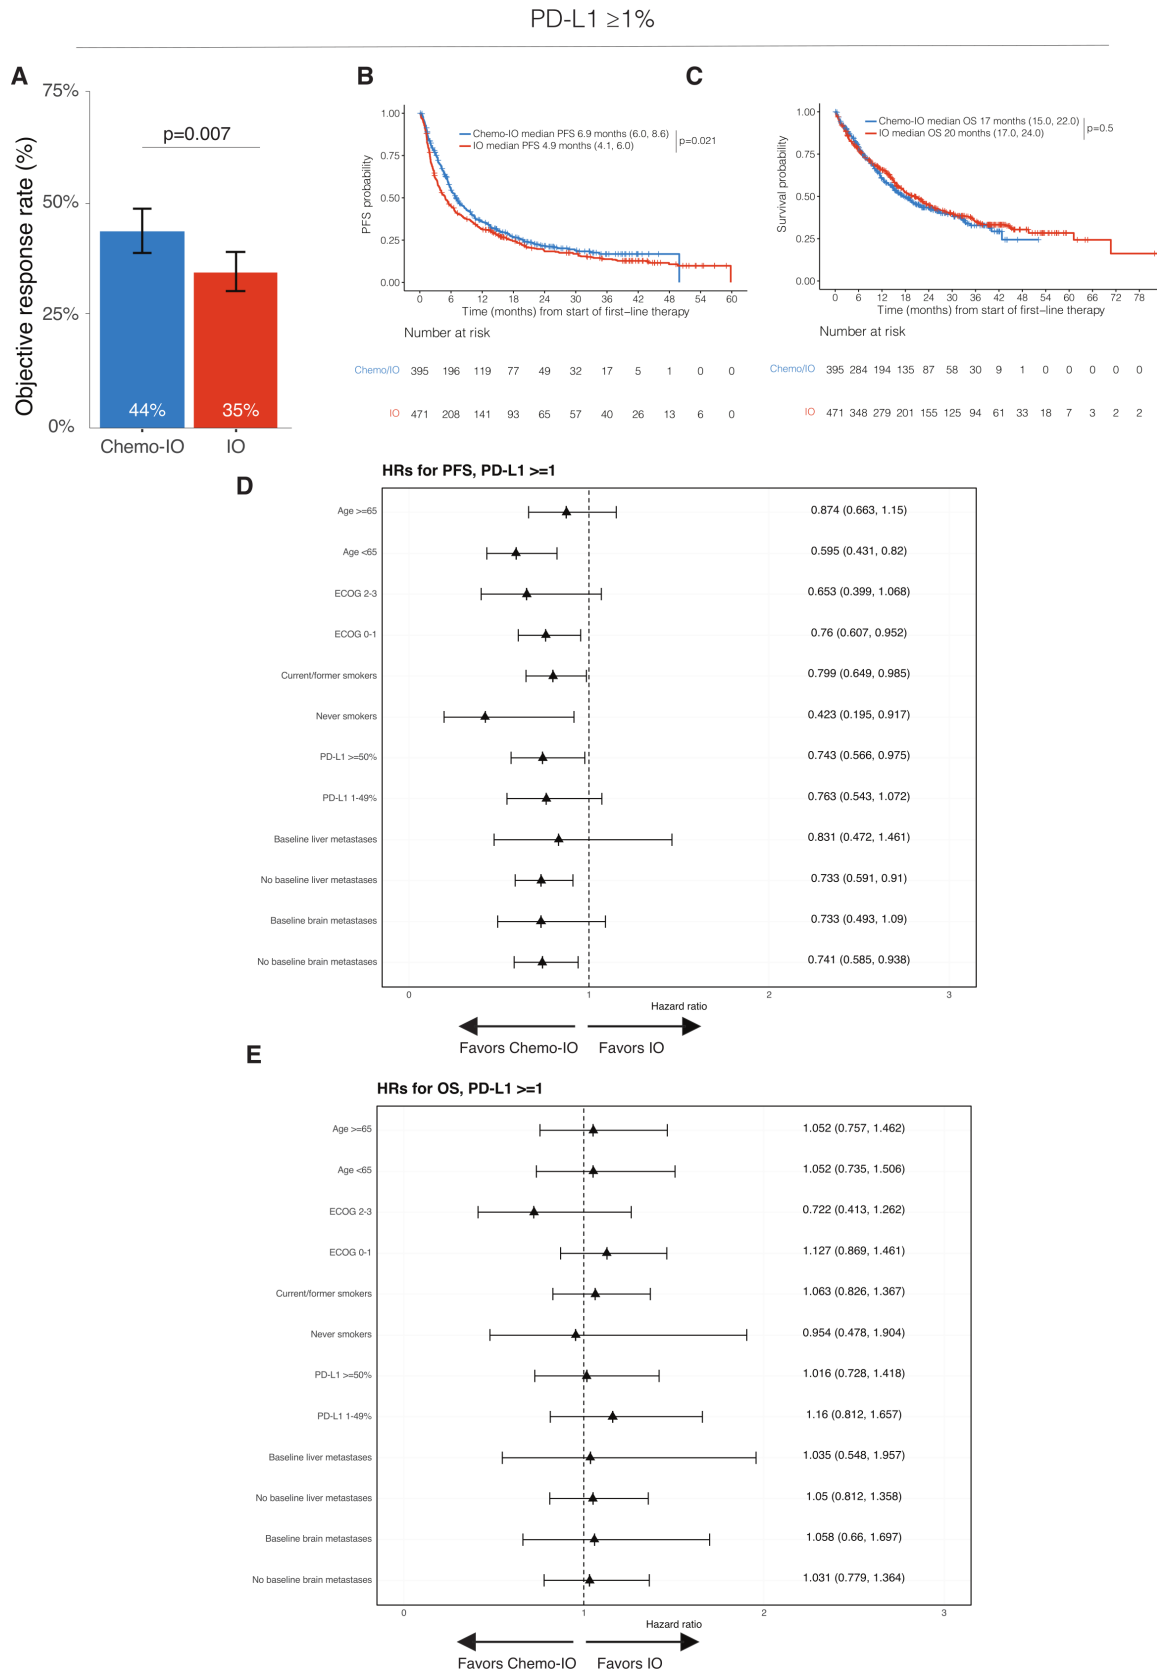 PD-L1 ≥1%
A
Objective response rate (%)
75%
50%
25%
0%
p=0.007
44%
35%
Chemo-IO
IO
B
PFS probability
1.00
0.75
0.50
0.25
0.00
Chemo-IO median PFS 6.9 months (6.0, 8.6)
IO median PFS 4.9 months (4.1, 6.0)
p=0.021
0 6 12 18 24 30 36 42 48 54 60
Time (months) from start of first−line therapy
Number at risk
Chemo/IO 395 196 119 77 49 32 17 5 1 0 0
IO 471 208 141 93 65 57 40 26 13 6 0
C
Survival probability
1.00
0.75
0.50
0.25
0.00
Chemo-IO median OS 17 months (15.0, 22.0)
IO median OS 20 months (17.0, 24.0)
p=0.5
0 6 12 18 24 30 36 42 48 54 60 66 72 78
Time (months) from start of first−line therapy
Number at risk
Chemo/IO 395 284 194 135 87 58 30 9 1 0 0 0 0 0
IO 471 348 279 201 155 125 94 61 33 18 7 3 2 2
D
HRs for PFS, PD-L1 >=1
Age >=65 0.874 (0.663, 1.15)
Age <65 0.595 (0.431, 0.82)
ECOG 2-3 0.653 (0.399, 1.068)
ECOG 0-1 0.76 (0.607, 0.952)
Current/former smokers 0.799 (0.649, 0.985)
Never smokers 0.423 (0.195, 0.917)
PD-L1 >=50% 0.743 (0.566, 0.975)
PD-L1 1-49% 0.763 (0.543, 1.072)
Baseline liver metastases 0.831 (0.472, 1.461)
No baseline liver metastases 0.733 (0.591, 0.91)
Baseline brain metastases 0.733 (0.493, 1.09)
No baseline brain metastases 0.741 (0.585, 0.938)
0 1 2 3
Hazard ratio
Favors Chemo-IO Favors IO
E
HRs for OS, PD-L1 >=1
Age >=65 1.052 (0.757, 1.462)
Age <65 1.052 (0.735, 1.506)
ECOG 2-3 0.722 (0.413, 1.262)
ECOG 0-1 1.127 (0.869, 1.461)
Current/former smokers 1.063 (0.826, 1.367)
Never smokers 0.954 (0.478, 1.904)
PD-L1 >=50% 1.016 (0.728, 1.418)
PD-L1 1-49% 1.16 (0.812, 1.657)
Baseline liver metastases 1.035 (0.548, 1.957)
No baseline liver metastases 1.05 (0.812, 1.358)
Baseline brain metastases 1.058 (0.66, 1.697)
No baseline brain metastases 1.031 (0.779, 1.364)
0 1 2 3
Hazard ratio
Favors Chemo-IO Favors IO